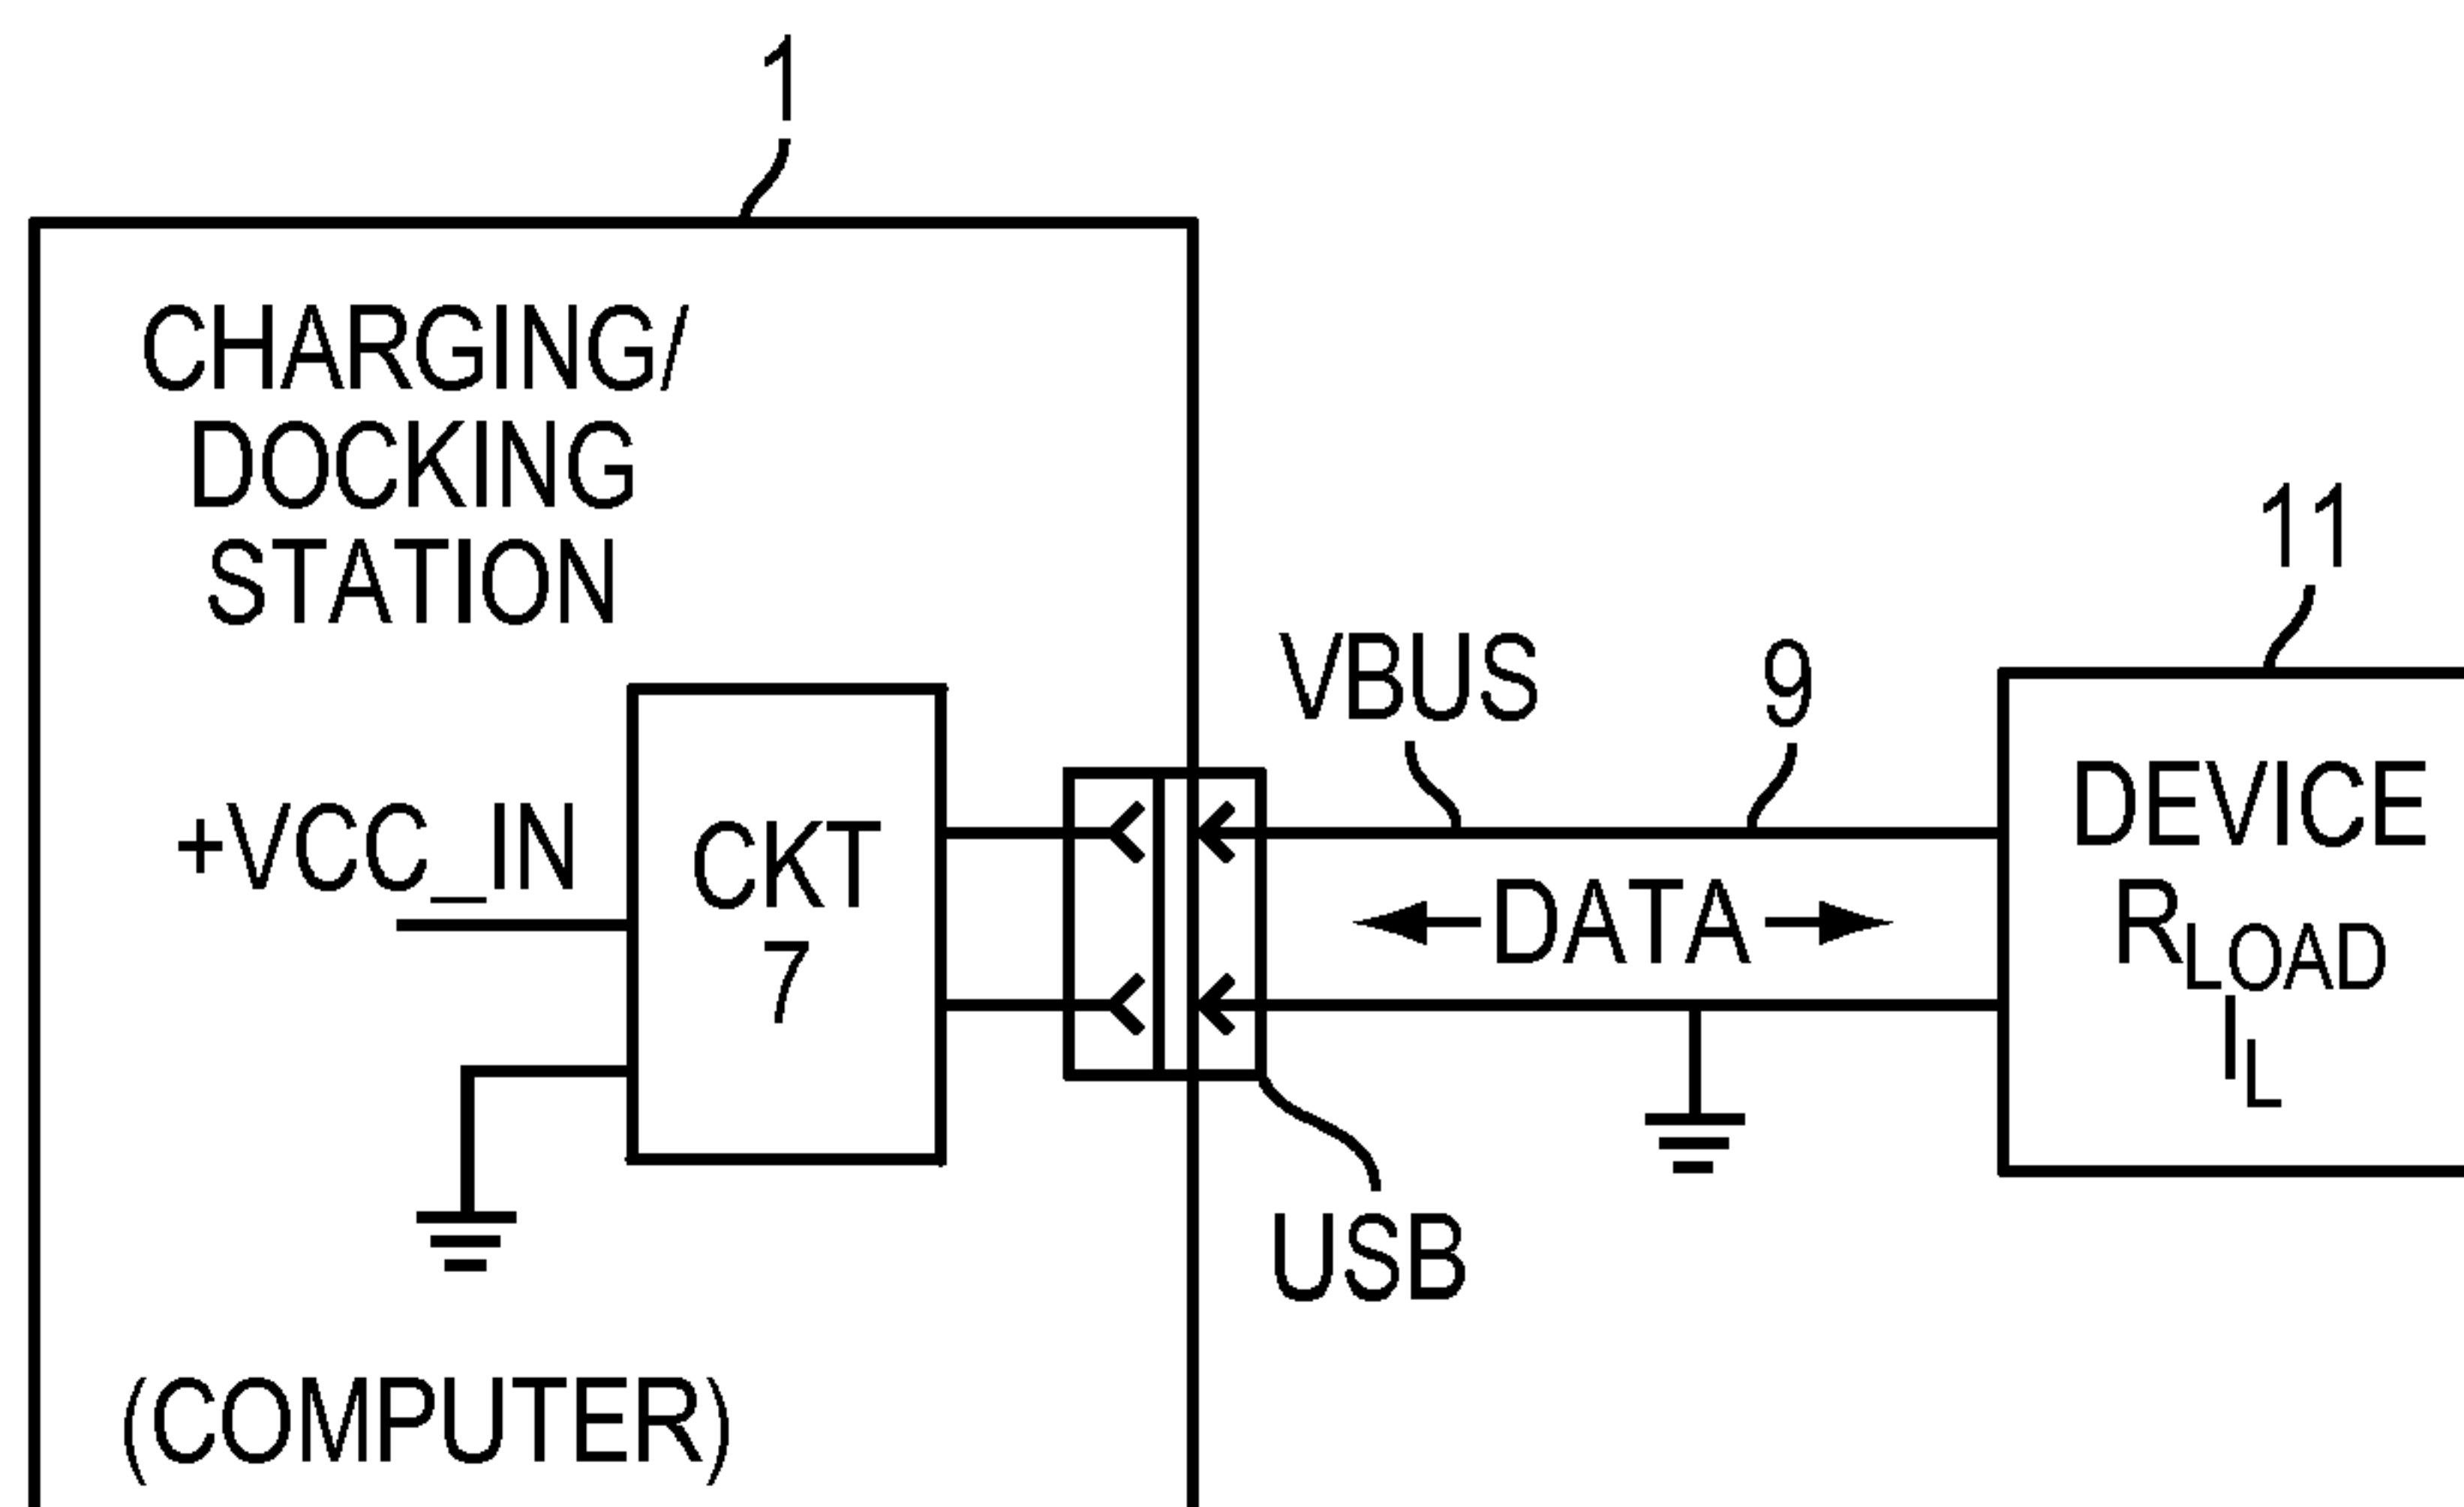 1
CHARGING/
DOCKING
STATION
11
VBUS
9
+VCC_IN
CKT
7
DATA
DEVICE
RLOAD
IL
USB
(COMPUTER)